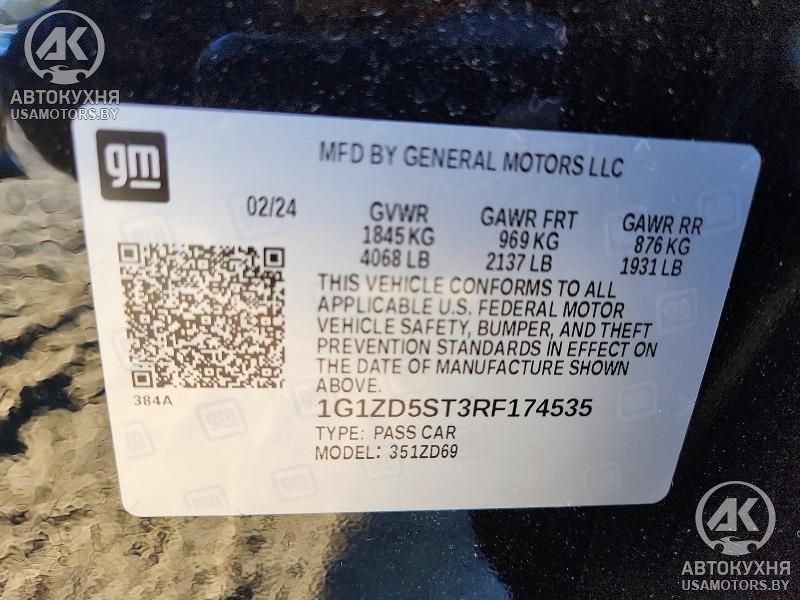 AK
АВТОКУХНЯ
USAMOTORS.BY
gm
MFD BY GENERAL MOTORS LLC
02/24
GVWR GAWR FRT GAWR RR
1845 KG 969 KG 876 KG
4068 LB 2137 LB 1931 LB
THIS VEHICLE CONFORMS TO ALL
APPLICABLE U.S. FEDERAL MOTOR
VEHICLE SAFETY, BUMPER, AND THEFT
PREVENTION STANDARDS IN EFFECT ON
THE DATE OF MANUFACTURE SHOWN
ABOVE.
384A
1G1ZD5ST3RF174535
TYPE: PASS CAR
MODEL: 351ZD69
AK
АВТОКУХНЯ
USAMOTORS.BY